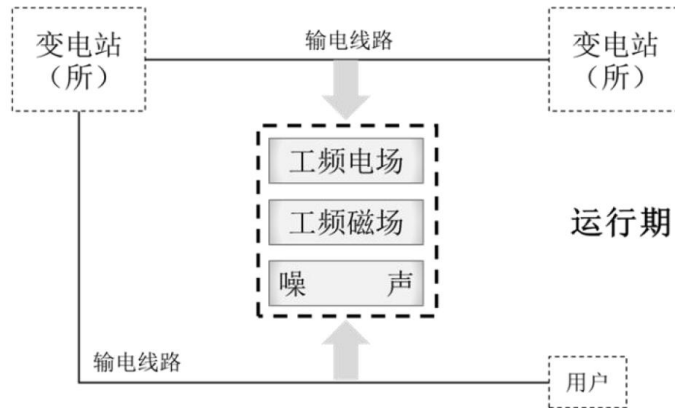 变电站
（所）
输电线路
变电站
（所）
工频电场
工频磁场
运行期
噪 声
输电线路
用户